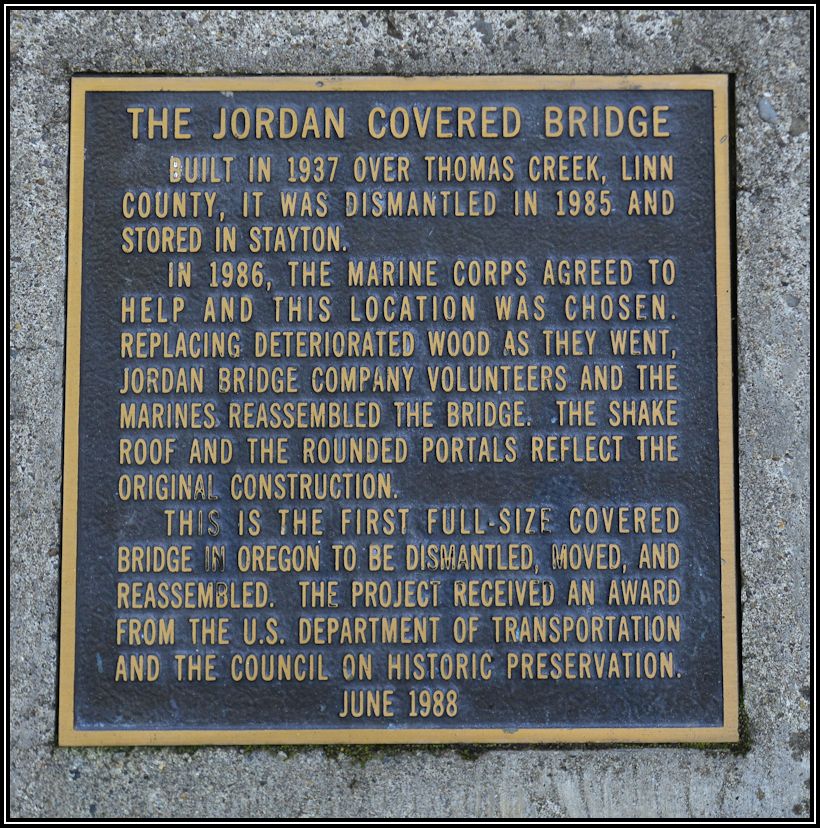 THE JORDAN COVERED BRIDGE
BUILT IN 1937 OVER THOMAS CREEK, LINN
COUNTY, IT WAS DISMANTLED IN 1985 AND
STORED IN STAYTON.
IN 1986, THE MARINE CORPS AGREED TO
HELP AND THIS LOCATION WAS CHOSEN.
REPLACING DETERIORATED WOOD AS THEY WENT,
JORDAN BRIDGE COMPANY VOLUNTEERS AND THE
MARINES REASSEMBLED THE BRIDGE. THE SHAKE
ROOF AND THE ROUNDED PORTALS REFLECT THE
ORIGINAL CONSTRUCTION.
THIS IS THE FIRST FULL-SIZE COVERED
BRIDGE IN OREGON TO BE DISMANTLED, MOVED, AND
REASSEMBLED. THE PROJECT RECEIVED AN AWARD
FROM THE U.S. DEPARTMENT OF TRANSPORTATION
AND THE COUNCIL ON HISTORIC PRESERVATION.
JUNE 1988